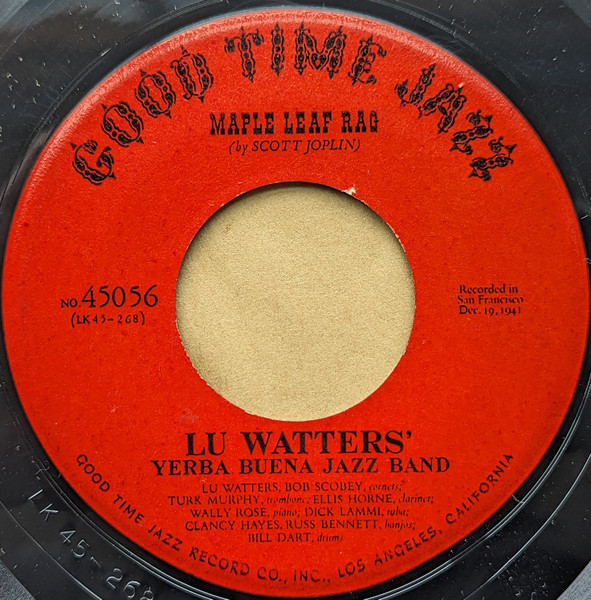 GOOD TIME JAZZ
MAPLE LEAF RAG
(by SCOTT JOPLIN)
NO. 45056
(LK 45-268)
Recorded in
San Francisco
Dec. 19, 1941
LU WATTERS'
YERBA BUENA JAZZ BAND
LU WATTERS, BOB SCOBEY, cornets;
TURK MURPHY, trombone; ELLIS HORNE, clarinet;
WALLY ROSE, piano; DICK LAMMI, tuba;
CLANCY HAYES, RUSS BENNETT, banjos;
BILL DART, drums
GOOD TIME JAZZ RECORD CO., INC., LOS ANGELES, CALIFORNIA
LK 45-268